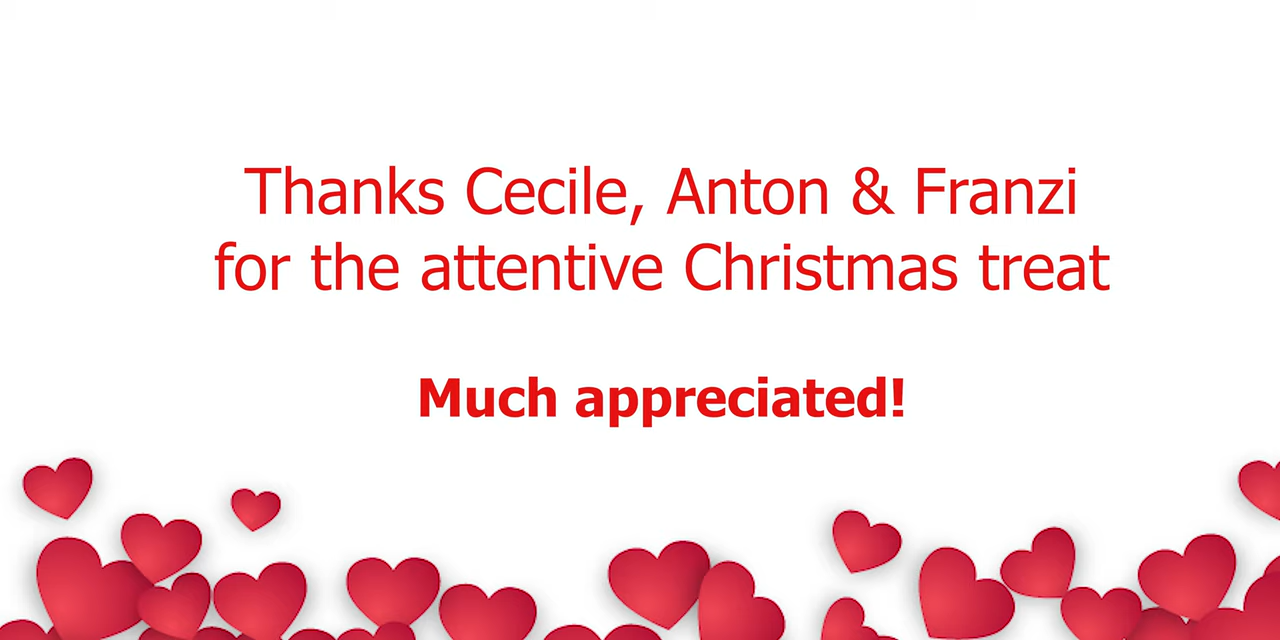 Thanks Cecile, Anton & Franzi
for the attentive Christmas treat
Much appreciated!